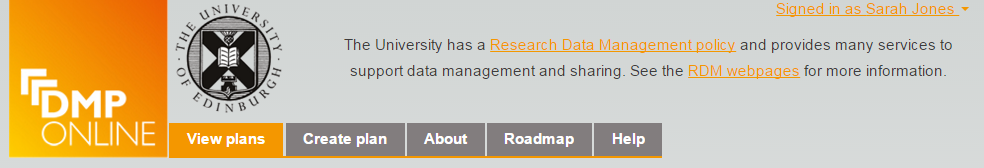 Signed in as Sarah Jones
THE UNIVERSITY OF EDINBURGH
The University has a Research Data Management policy and provides many services to
support data management and sharing. See the RDM webpages for more information.
DMP
ONLINE
View plans Create plan About Roadmap Help